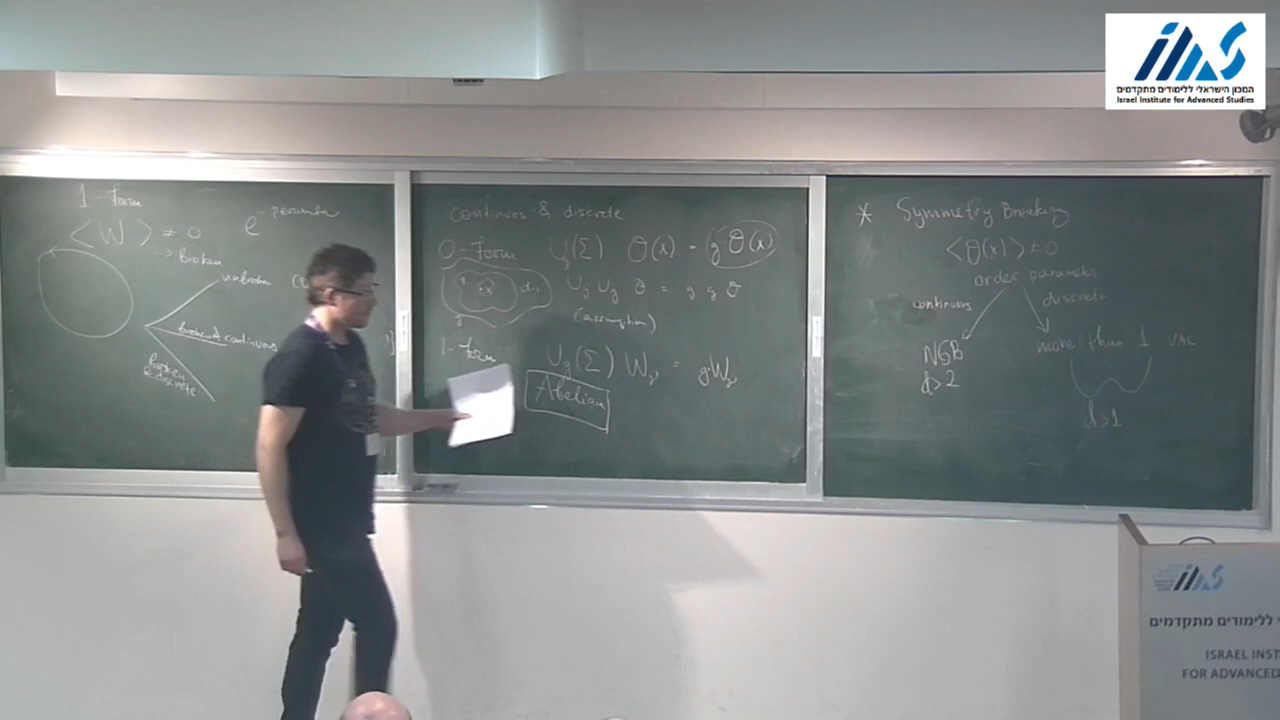 המכון הישראלי ללימודים מתקדמים
Israel Institute for Advanced Studies
1 - Form
<W> ≠ 0 e^-perimeter
→ Broken
unbroken
broken & continuous
broken & discrete
continuous & discrete
0 - Form U_g(Σ) O(x) = g O(x)
U_g U_g O = g g O
(assumption)
1 - Form U_g(Σ) W_γ = g W_γ
Abelian
* Symmetry Breaking
<O(x)> ≠ 0
order parameter
continuous discrete
NGB more than 1 VAC
d>2
d>1
ללימודים מתקדמים
ISRAEL INST
FOR ADVANCED